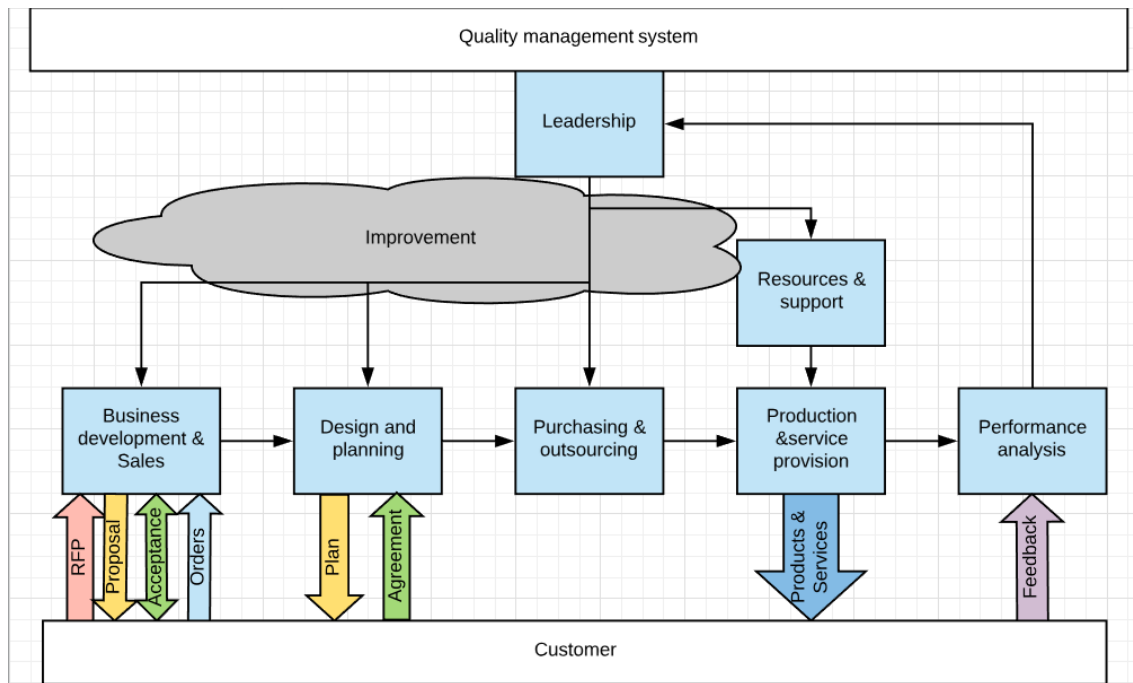 Quality management system
Leadership
Improvement
Resources &
support
Business
development &
Sales
Design and
planning
Purchasing &
outsourcing
Production
&service
provision
Performance
analysis
RFP
Proposal
Acceptance
Orders
Plan
Agreement
Products &
Services
Feedback
Customer